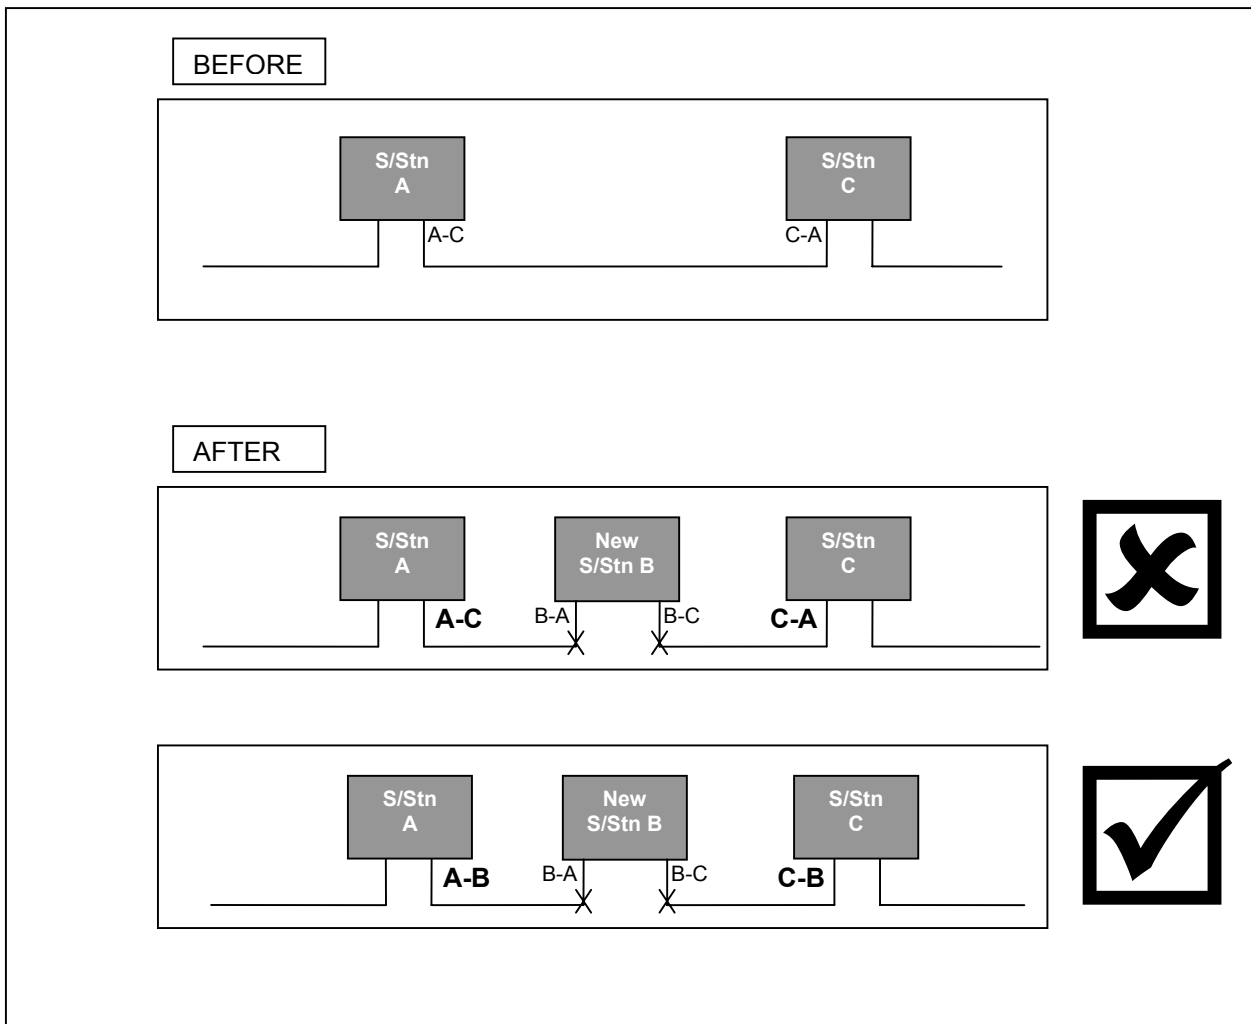 BEFORE
S/Stn
A
S/Stn
C
A-C
C-A
AFTER
S/Stn
A
New
S/Stn B
S/Stn
C
A-C
B-A
B-C
C-A
S/Stn
A
New
S/Stn B
S/Stn
C
A-B
B-A
B-C
C-B